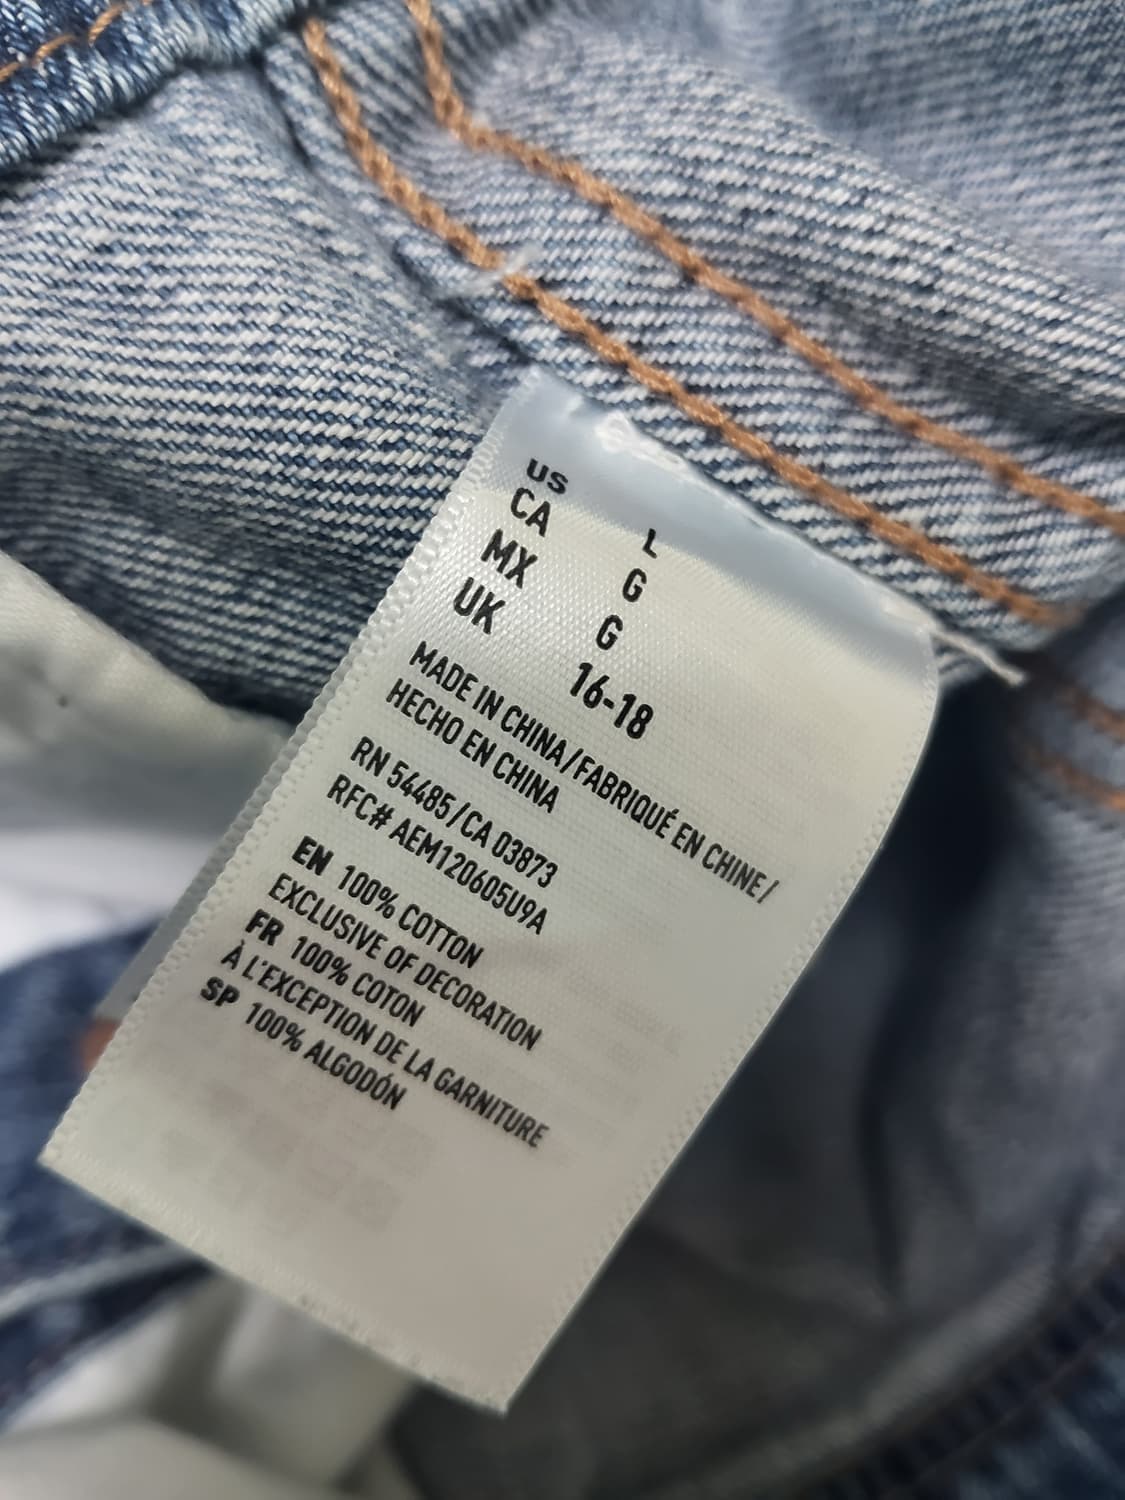 US L
CA G
MX G
UK 16-18
MADE IN CHINA/FABRIQUÉ EN CHINE/
HECHO EN CHINA
RN 54485/CA 03873
RFC# AEM120605U9A
EN 100% COTTON
EXCLUSIVE OF DECORATION
FR 100% COTON
À L'EXCEPTION DE LA GARNITURE
SP 100% ALGODÓN